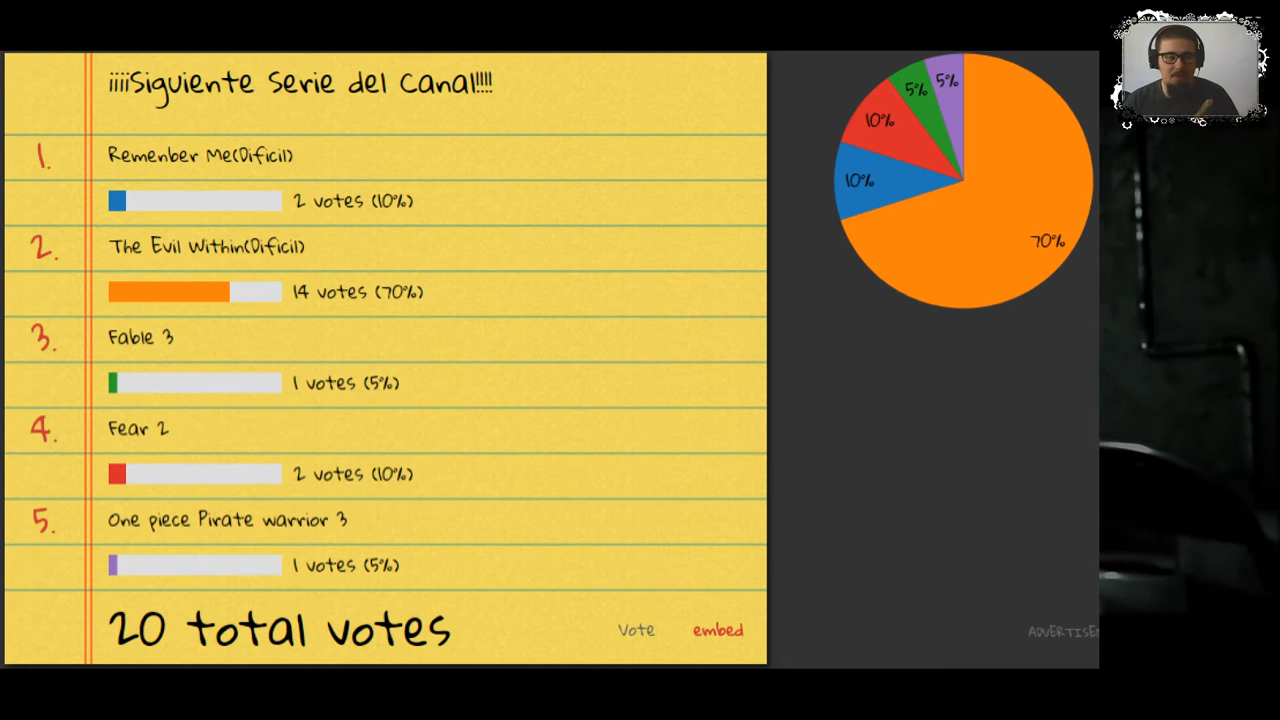 ¡¡¡¡Siguiente Serie del Canal!!!!
1. Remenber Me(Dificil)
2 votes (10%)
2. The Evil Within(Dificil)
14 votes (70%)
3. Fable 3
1 votes (5%)
4. Fear 2
2 votes (10%)
5. One piece Pirate warrior 3
1 votes (5%)
20 total votes
Vote embed
5%
5%
10%
10%
70%
ADVERTISEM